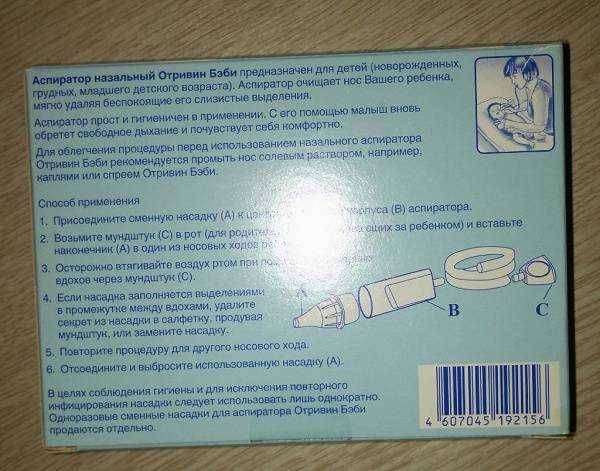 Аспиратор назальный Отривин Бэби предназначен для детей (новорожденных,
грудных, младшего детского возраста). Аспиратор очищает нос Вашего ребенка,
мягко удаляя беспокоящие его слизистые выделения.
Аспиратор прост и гигиеничен в применении. С его помощью малыш вновь
обретет свободное дыхание и почувствует себя комфортно.
Для облегчения процедуры перед использованием назального аспиратора
Отривин Бэби рекомендуется промыть нос солевым раствором, например,
каплями или спреем Отривин Бэби.
Способ применения
1. Присоедините сменную насадку (А) к корпуса (В) аспиратора.
2. Возьмите мундштук (С) в рот (для за ребенком) и вставьте
наконечник (А) в один из носовых ходов
3. Осторожно втягивайте воздух ртом при
вдохов через мундштук (С).
4. Если насадка заполняется выделениями
в промежутке между вдохами, удалите
секрет из насадки в салфетку, продувая
мундштук, или замените насадку.
A
B
C
5. Повторите процедуру для другого носового хода.
6. Отсоедините и выбросите использованную насадку (А).
В целях соблюдения гигиены и для исключения повторного
инфицирования насадки следует использовать лишь однократно.
Одноразовые сменные насадки для аспиратора Отривин Бэби
продаются отдельно.
4 607045 192156